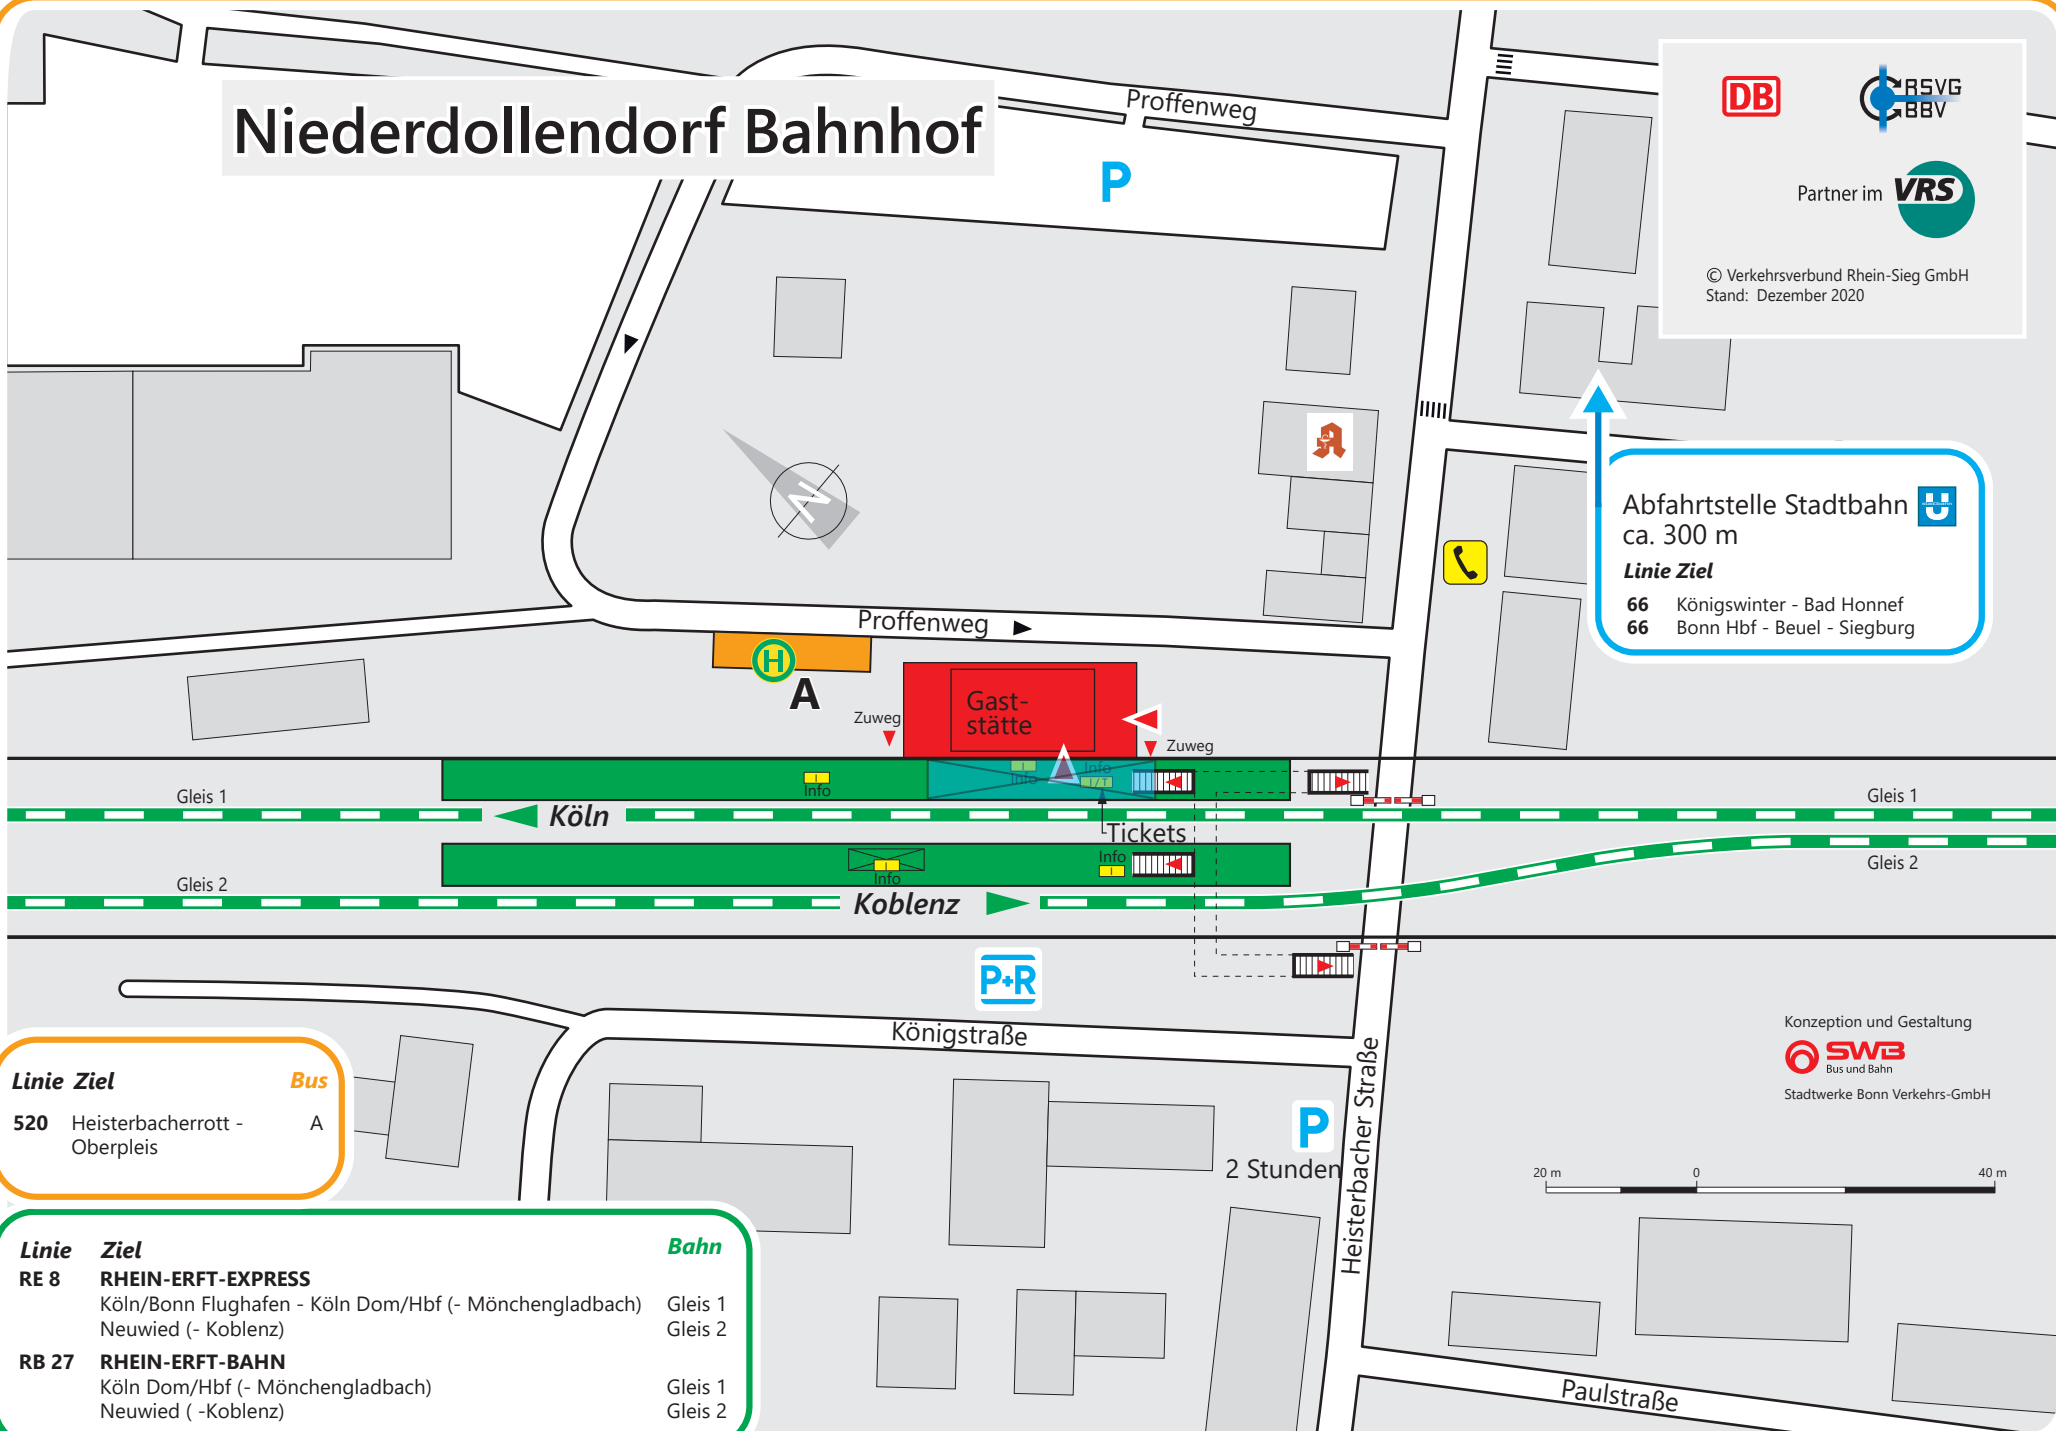 Niederdollendorf Bahnhof
Proffenweg
P
DB
RSVG
BBV
Partner im VRS
© Verkehrsverbund Rhein-Sieg GmbH
Stand: Dezember 2020
N
A
Abfahrtstelle Stadtbahn U
ca. 300 m
Linie Ziel
66 Königswinter - Bad Honnef
66 Bonn Hbf - Beuel - Siegburg
Proffenweg
H
A
Gast-
stätte
Zuweg
Zuweg
Info
Info
Info
I/T
Gleis 1
Köln
Gleis 1
Tickets
Info
Info
Gleis 2
Gleis 2
Koblenz
P+R
Königstraße
Heisterbacher Straße
P
2 Stunden
Konzeption und Gestaltung
SWB
Bus und Bahn
Stadtwerke Bonn Verkehrs-GmbH
20 m 0 40 m
Paulstraße
Linie Ziel Bus
520 Heisterbacherrott - A
Oberpleis
Linie Ziel Bahn
RE 8 RHEIN-ERFT-EXPRESS
Köln/Bonn Flughafen - Köln Dom/Hbf (- Mönchengladbach) Gleis 1
Neuwied (- Koblenz) Gleis 2
RB 27 RHEIN-ERFT-BAHN
Köln Dom/Hbf (- Mönchengladbach) Gleis 1
Neuwied ( -Koblenz) Gleis 2